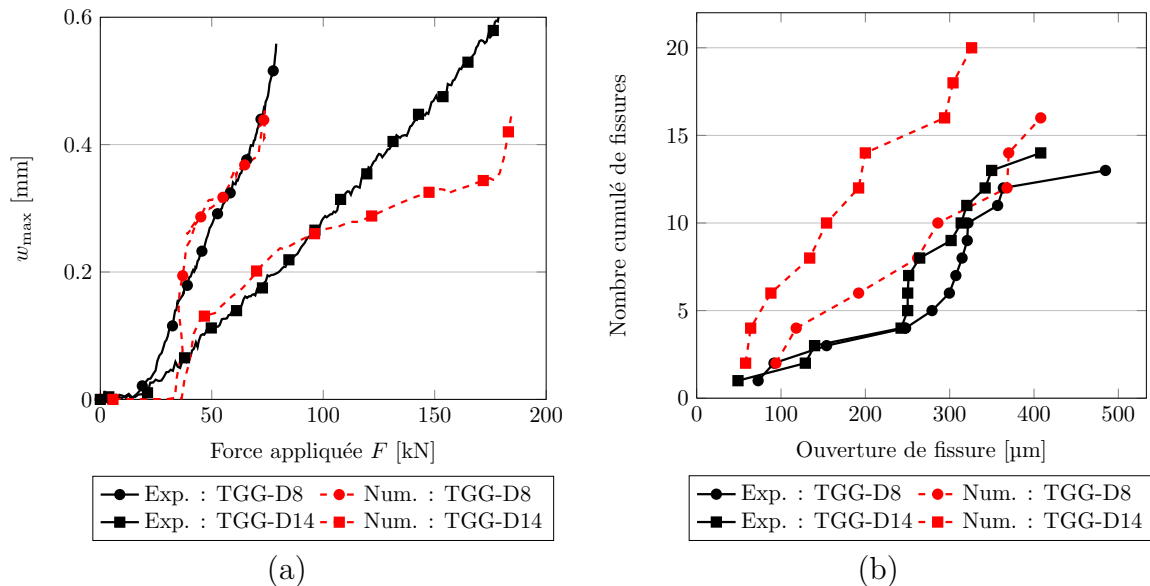 0.6
0.4
0.2
0
0 50 100 150 200
w_max [mm]
Force appliquée F [kN]
Exp. : TGG-D8 Num. : TGG-D8
Exp. : TGG-D14 Num. : TGG-D14
(a)
20
15
10
5
0
0 100 200 300 400 500
Nombre cumulé de fissures
Ouverture de fissure [µm]
Exp. : TGG-D8 Num. : TGG-D8
Exp. : TGG-D14 Num. : TGG-D14
(b)